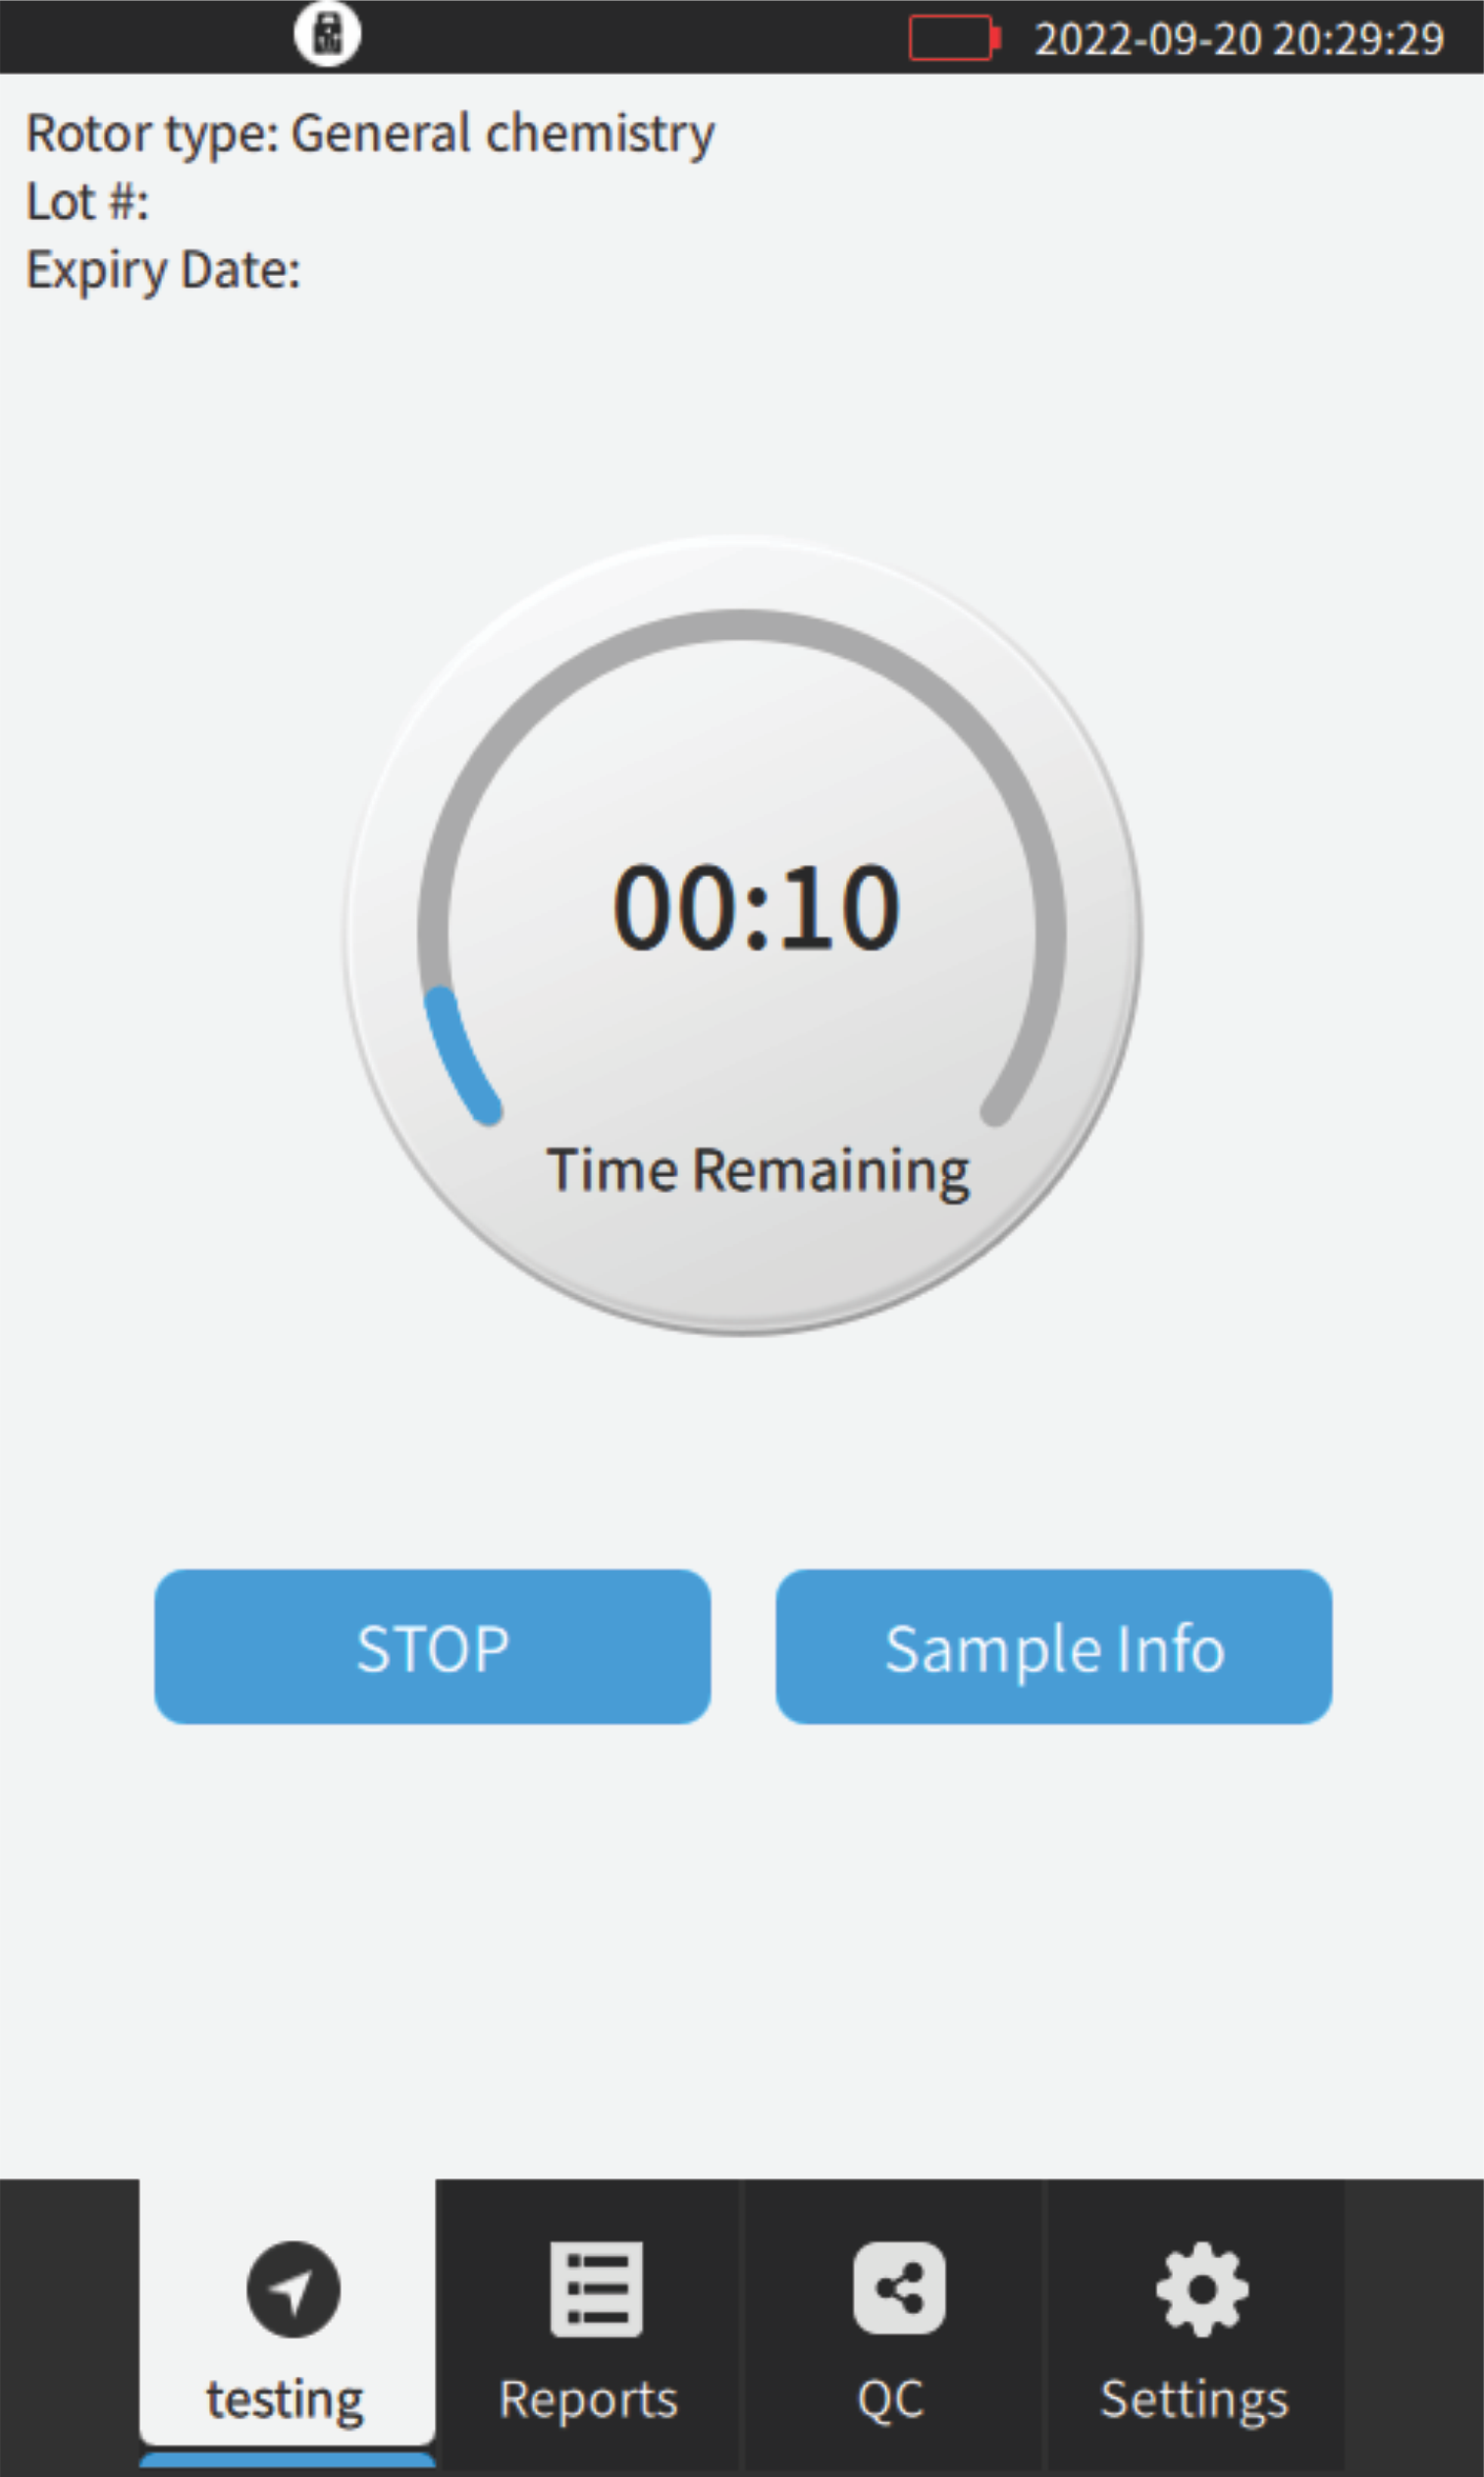 2022-09-20 20:29:29
Rotor type: General chemistry
Lot #:
Expiry Date:
00:10
Time Remaining
STOP
Sample Info
testing
Reports
QC
Settings